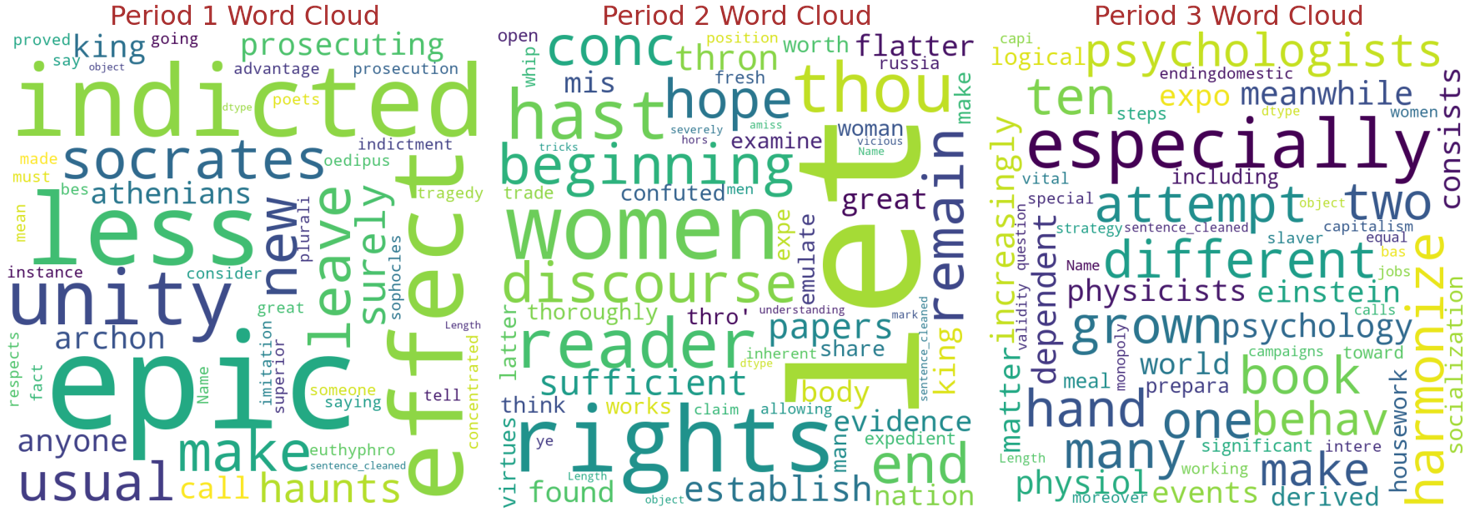 Period 1 Word Cloud
proved
king
going
say
object
prosecuting
advantage
prosecution
indicted
dtype
poets
indictment
socrates
oedipus
made
must
bes
athenians
tragedy
less
mean
new
plurali
leave
surely
sophocles
effect
instance
consider
unity
great
archon
imitation
superior
Length
respects
fact
epic
Name
someone
saying
tell
concentrated
anyone
make
euthyphro
sentence_cleaned
usual
call
haunts
Period 2 Word Cloud
open
conc
position
worth
flatter
whip
thron
russia
mis
fresh
thou
make
hast
hope
severely
hors
amiss
woman
vicious
Name
examine
tricks
beginning
trade
confuted
men
great
remain
women
expe
emulate
let
discourse
thoroughly
thro'
understanding
mark
sentence_cleaned
latter
reader
papers
share
king
inherent
dtype
sufficient
body
think
works
claim
allowing
evidence
ye
rights
man
expedient
virtues
end
Length
found
object
establish
nation
Period 3 Word Cloud
capi
logical
psychologists
endingdomestic
ten
expo
meanwhile
consists
steps
dtype
women
especially
increasingly
vital
including
special
attempt
object
two
question
strategy
sentence_cleaned
capitalism
slaver
equal
dependent
different
bas
Name
jobs
validity
physicists
einstein
calls
harmonize
socialization
grown
psychology
matter
monopoly
world
campaigns
toward
meal
prepara
book
hand
one
behav
housework
many
significant
intere
Length
working
make
physiol
moreover
events
derived